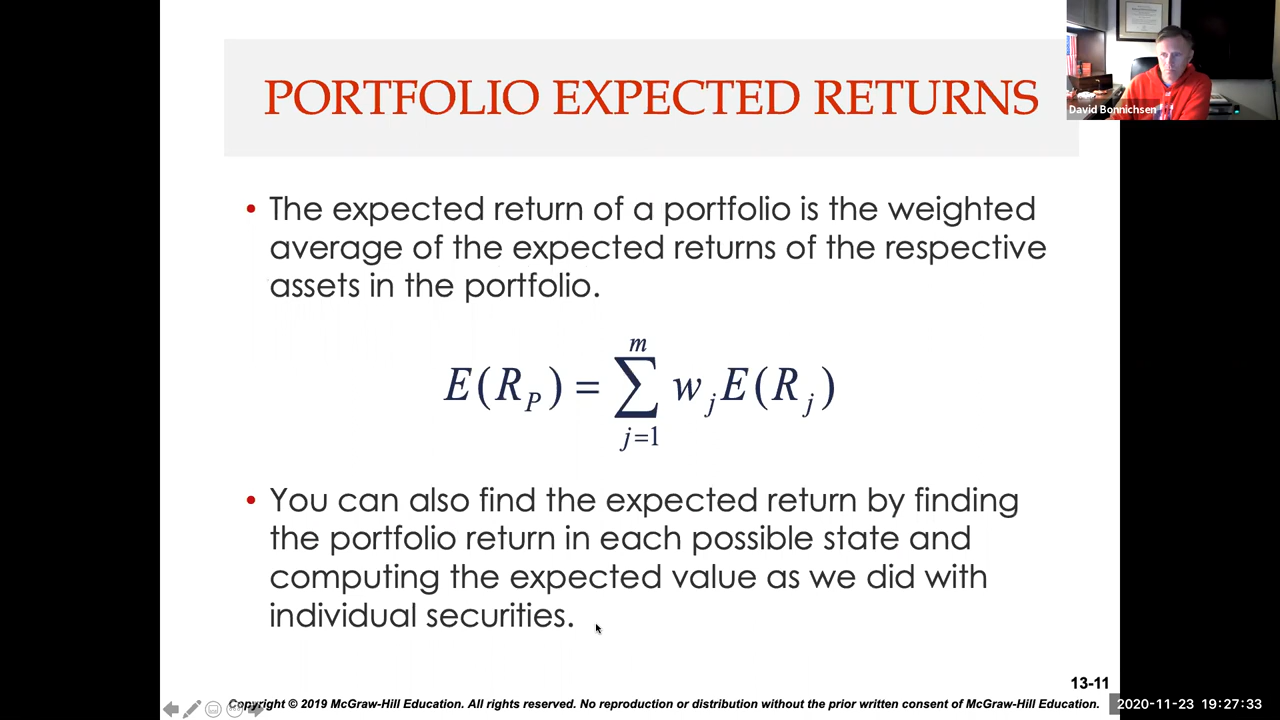 PORTFOLIO EXPECTED RETURNS
David Bonnichsen
• The expected return of a portfolio is the weighted
average of the expected returns of the respective
assets in the portfolio.
E(R_P) = \sum_{j=1}^{m} w_j E(R_j)
• You can also find the expected return by finding
the portfolio return in each possible state and
computing the expected value as we did with
individual securities.
13-11
Copyright © 2019 McGraw-Hill Education. All rights reserved. No reproduction or distribution without the prior written consent of McGraw-Hill Education.
2020-11-23 19:27:33